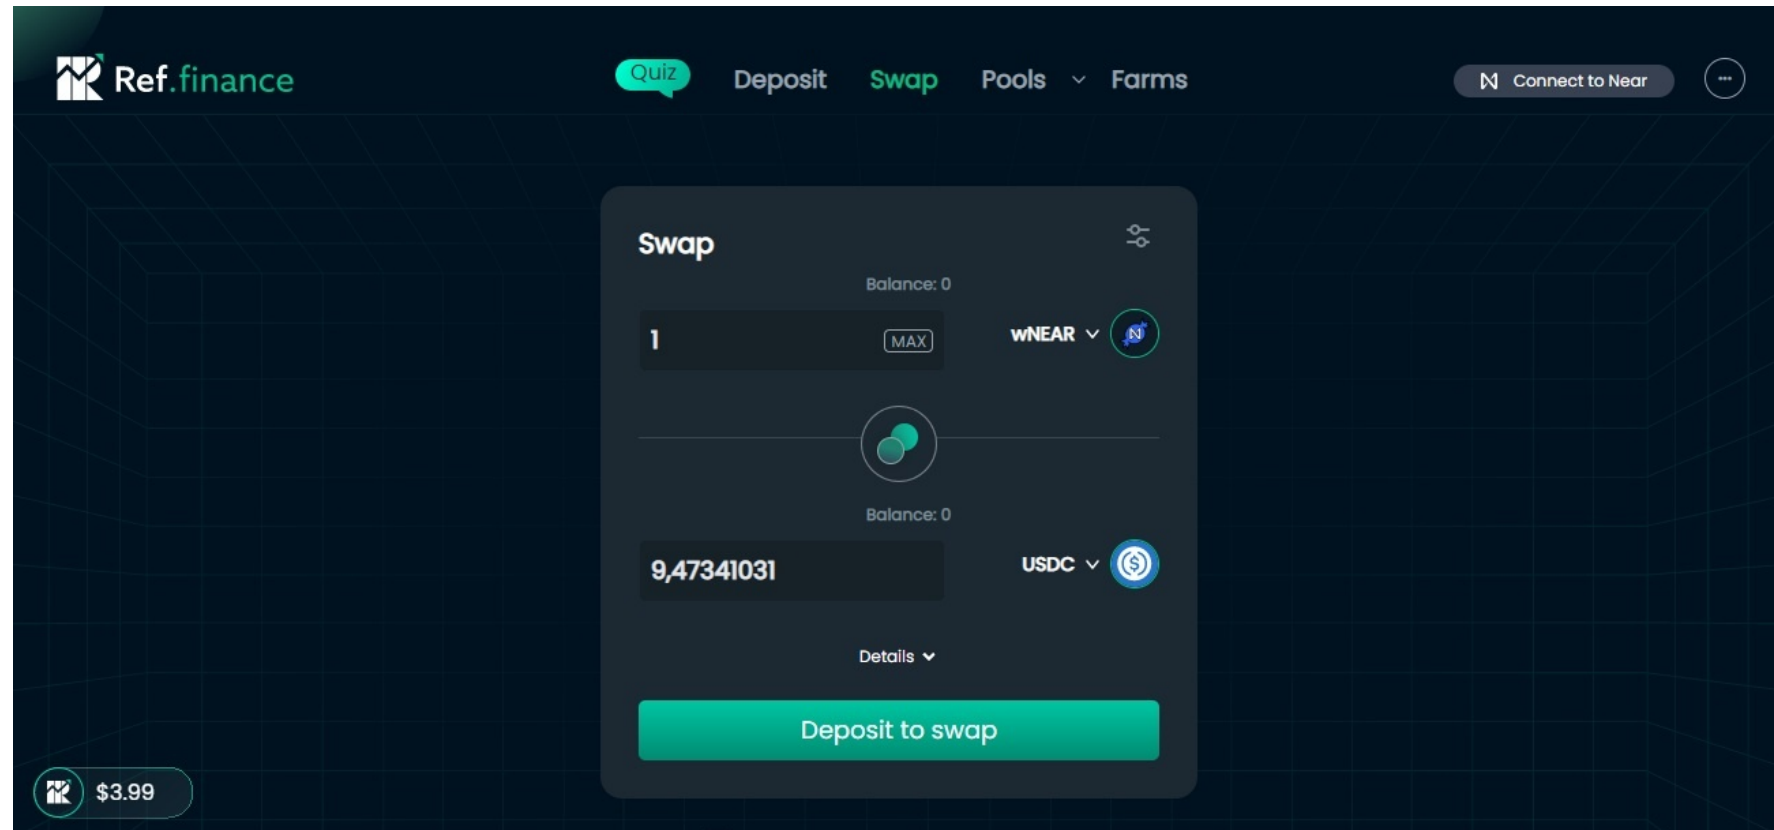 Ref.finance
Quiz
Deposit
Swap
Pools
Farms
Connect to Near
Swap
Balance: 0
1
MAX
wNEAR
Balance: 0
9,47341031
USDC
Details
Deposit to swap
$3.99